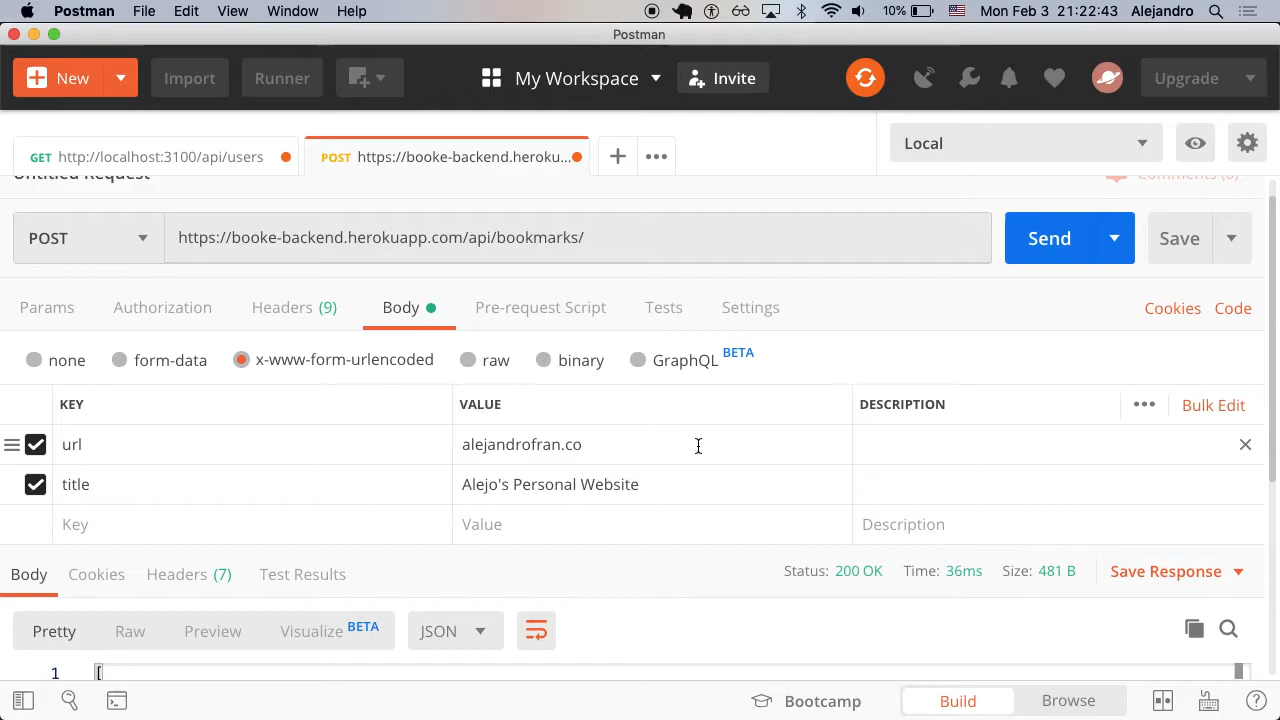 Postman File Edit View Window Help 10% Mon Feb 3 21:22:43 Alejandro
Postman
New Import Runner My Workspace Invite Upgrade
GET http://localhost:3100/api/users POST https://booke-backend.heroku... Local
Untitled Request Comments (0)
POST https://booke-backend.herokuapp.com/api/bookmarks/ Send Save
Params Authorization Headers (9) Body Pre-request Script Tests Settings Cookies Code
none form-data x-www-form-urlencoded raw binary GraphQL BETA
KEY VALUE DESCRIPTION Bulk Edit
url alejandrofran.co
title Alejo's Personal Website
Key Value Description
Body Cookies Headers (7) Test Results Status: 200 OK Time: 36ms Size: 481 B Save Response
Pretty Raw Preview Visualize BETA JSON
1 [
Bootcamp Build Browse